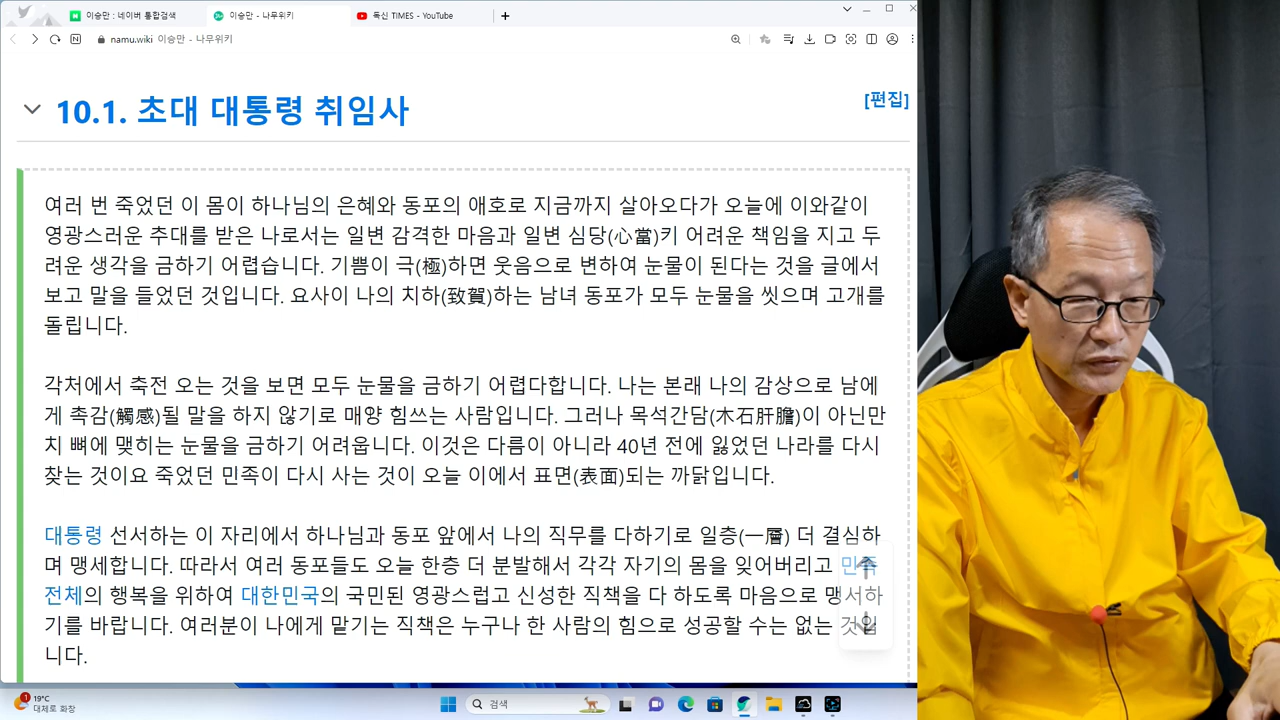 이승만 : 네이버 통합검색
이승만 - 나무위키
독신 TIMES - YouTube
namu.wiki 이승만 - 나무위키
10.1. 초대 대통령 취임사
[편집]
여러 번 죽었던 이 몸이 하나님의 은혜와 동포의 애호로 지금까지 살아오다가 오늘에 이와같이
영광스러운 추대를 받은 나로서는 일변 감격한 마음과 일변 심당(心當)키 어려운 책임을 지고 두
려운 생각을 금하기 어렵습니다. 기쁨이 극(極)하면 웃음으로 변하여 눈물이 된다는 것을 글에서
보고 말을 들었던 것입니다. 요사이 나의 치하(致賀)하는 남녀 동포가 모두 눈물을 씻으며 고개를
돌립니다.
각처에서 축전 오는 것을 보면 모두 눈물을 금하기 어렵다합니다. 나는 본래 나의 감상으로 남에
게 촉감(觸感)될 말을 하지 않기로 매양 힘쓰는 사람입니다. 그러나 목석간담(木石肝膽)이 아닌만
치 뼈에 맺히는 눈물을 금하기 어려웁니다. 이것은 다름이 아니라 40년 전에 잃었던 나라를 다시
찾는 것이요 죽었던 민족이 다시 사는 것이 오늘 이에서 표면(表面)되는 까닭입니다.
대통령 선서하는 이 자리에서 하나님과 동포 앞에서 나의 직무를 다하기로 일층(一層) 더 결심하
며 맹세합니다. 따라서 여러 동포들도 오늘 한층 더 분발해서 각각 자기의 몸을 잊어버리고 민족
전체의 행복을 위하여 대한민국의 국민된 영광스럽고 신성한 직책을 다 하도록 마음으로 맹서하
기를 바랍니다. 여러분이 나에게 맡기는 직책은 누구나 한 사람의 힘으로 성공할 수는 없는 것입
니다.
1
19°C
대체로 화창
검색